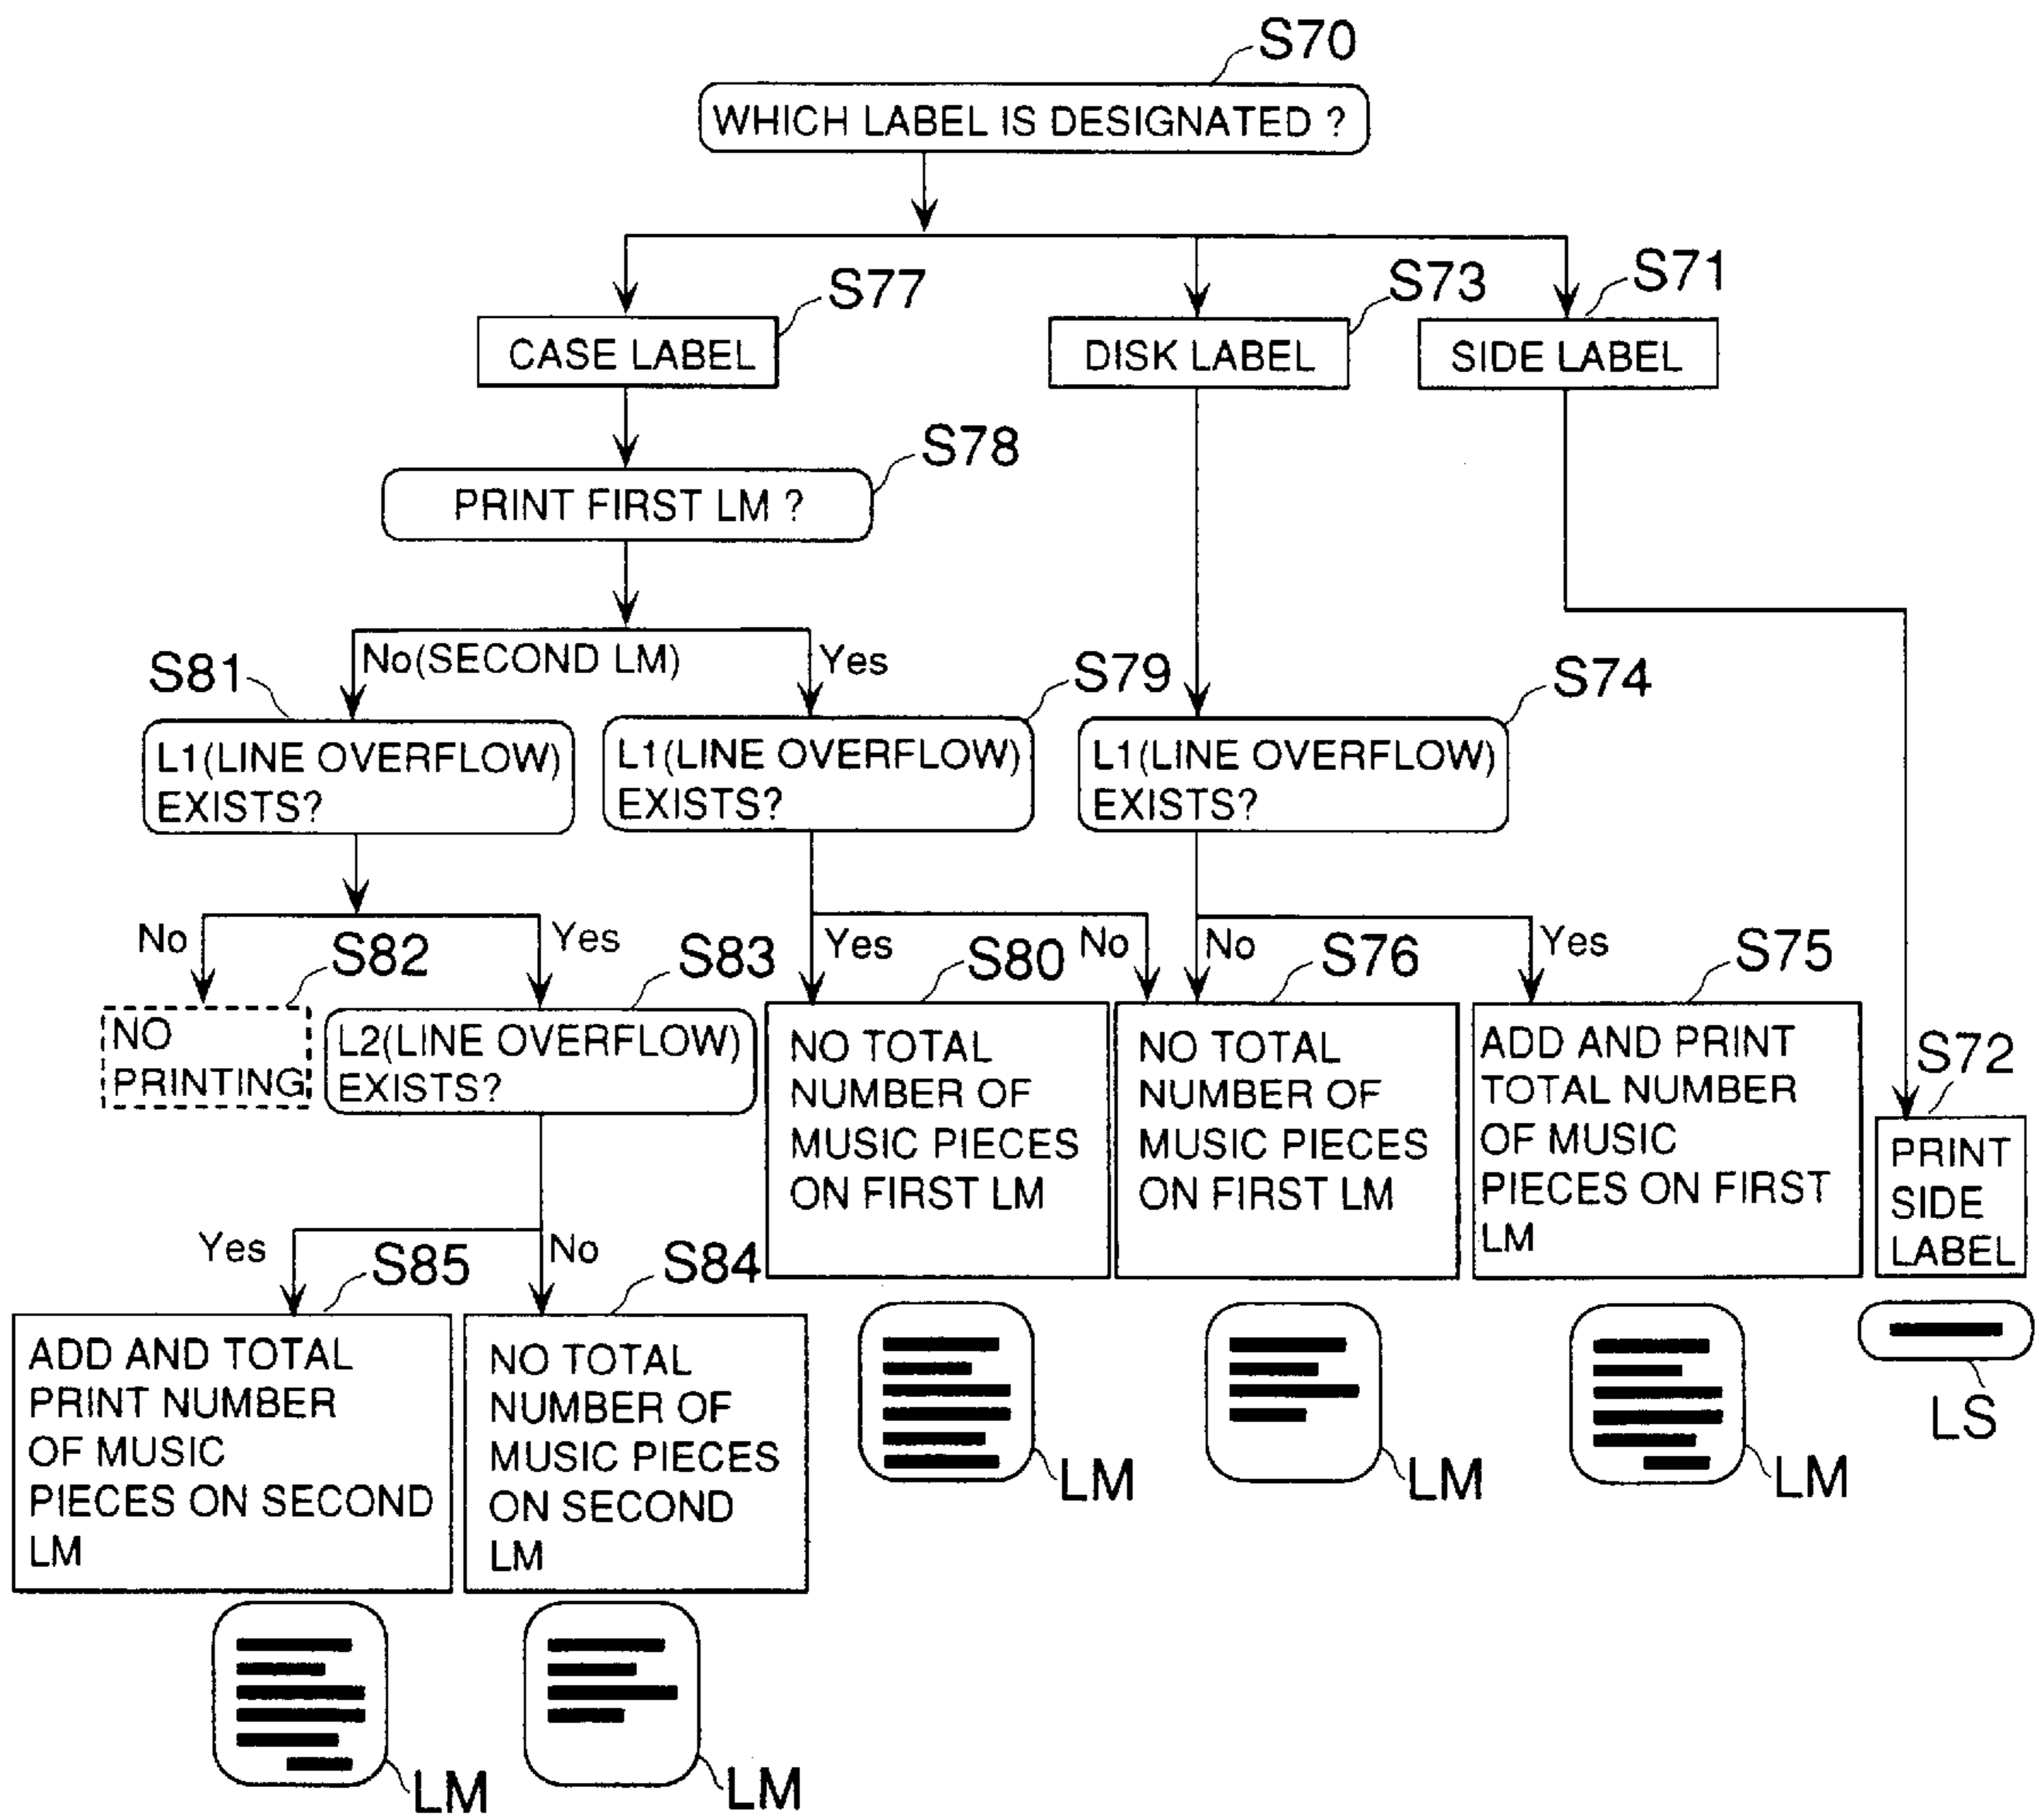 S70
WHICH LABEL IS DESIGNATED ?
S77
S73
S71
CASE LABEL
DISK LABEL
SIDE LABEL
S78
PRINT FIRST LM ?
No(SECOND LM)
Yes
S81
S79
S74
L1(LINE OVERFLOW)
EXISTS?
L1(LINE OVERFLOW)
EXISTS?
L1(LINE OVERFLOW)
EXISTS?
No
S82
Yes
S83
Yes
S80
No
No
S76
Yes
S75
NO
PRINTING
L2(LINE OVERFLOW)
EXISTS?
NO TOTAL
NUMBER OF
MUSIC PIECES
ON FIRST LM
NO TOTAL
NUMBER OF
MUSIC PIECES
ON FIRST LM
ADD AND PRINT
TOTAL NUMBER
OF MUSIC
PIECES ON FIRST
LM
S72
PRINT
SIDE
LABEL
Yes
S85
No
S84
ADD AND TOTAL
PRINT NUMBER
OF MUSIC
PIECES ON SECOND
LM
NO TOTAL
NUMBER OF
MUSIC PIECES
ON SECOND
LM
LM
LM
LM
LS
LM
LM